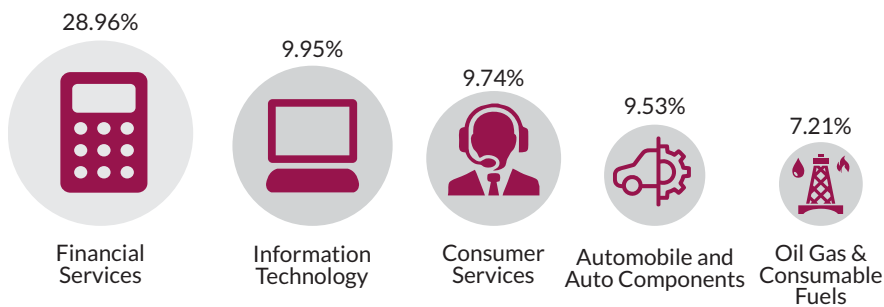 28.96%
Financial
Services
9.95%
Information
Technology
9.74%
Consumer
Services
9.53%
Automobile and
Auto Components
7.21%
Oil Gas &
Consumable
Fuels